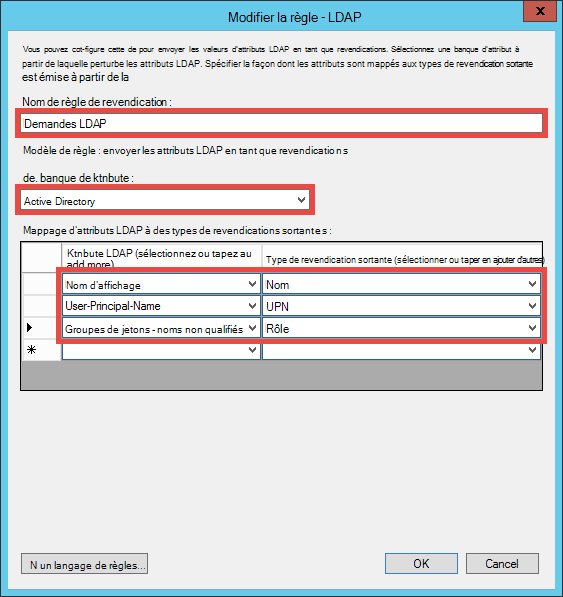 Modifier la règle - LDAP
x
Vous pouvez cot-figure cette de pour envoyer les valeurs d'attributs LDAP en tant que revendications. Sélectionnez une banque d'attribut à
partir de laquelle perturbe les attributs LDAP. Spécifier la façon dont les attributs sont mappés aux types de revendication sortante
est émise à partir de la
Nom de règle de revendication :
Demandes LDAP
Modèle de règle : envoyer les attributs LDAP en tant que revendications
de. banque de ktnbute :
Active Directory
Mappage d'attributs LDAP à des types de revendications sortantes :
Ktnbute LDAP (sélectionnez ou tapez au
add more)
Type de revendication sortante (sélectionner ou taper en ajouter d'autres)
Nom d'affichage
Nom
User-Principal-Name
UPN
Groupes de jetons - noms non qualifiés
Rôle
N un langage de règles...
OK
Cancel